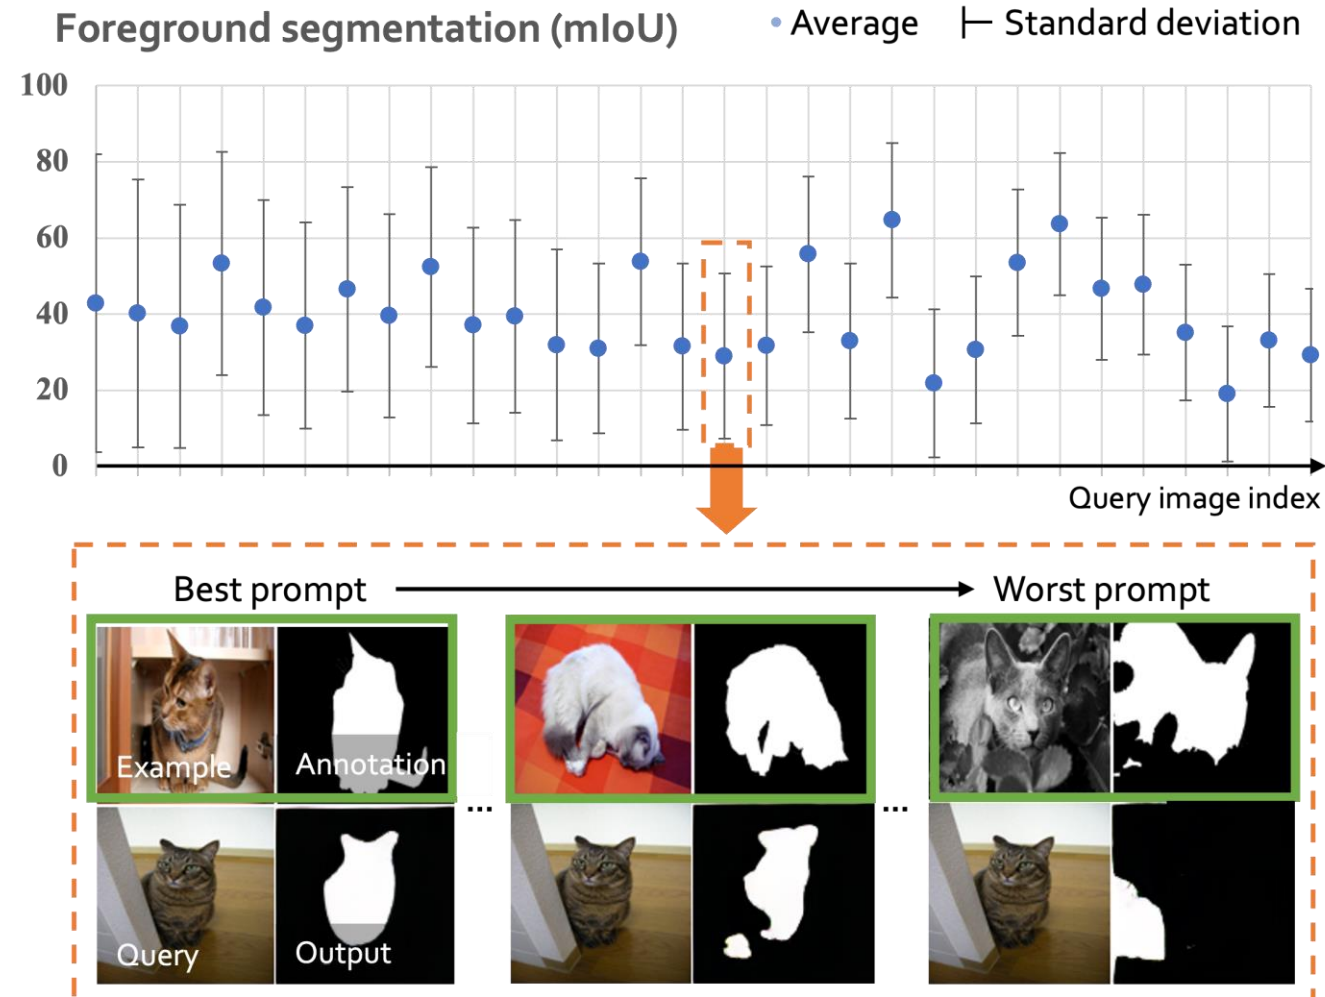 Foreground segmentation (mIoU)
Average
Standard deviation
100
80
60
40
20
0
Query image index
Best prompt
Worst prompt
Example
Annotation
...
...
Query
Output